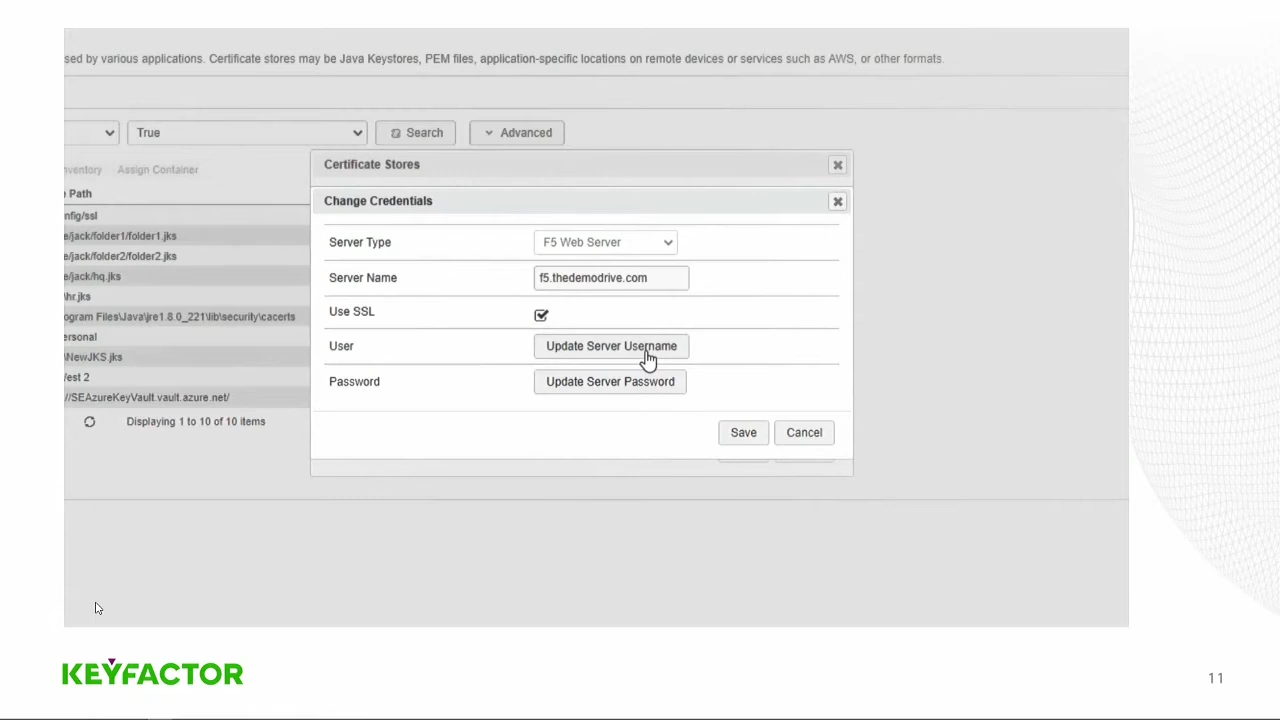 sed by various applications. Certificate stores may be Java Keystores, PEM files, application-specific locations on remote devices or services such as AWS, or other formats.
True Search Advanced
nventory Assign Container
Path
nfig/ssl
e/jack/folder1/folder1.jks
e/jack/folder2/folder2.jks
e/jack/hq.jks
\hr.jks
ogram Files\Java\jre1.8.0_221\lib\security\cacerts
ersonal
\NewJKS.jks
est 2
//SEAzureKeyVault.vault.azure.net/
Displaying 1 to 10 of 10 items
Certificate Stores
Change Credentials
Server Type F5 Web Server
Server Name f5.thedemodrive.com
Use SSL
User Update Server Username
Password Update Server Password
Save Cancel
KEYFACTOR
11